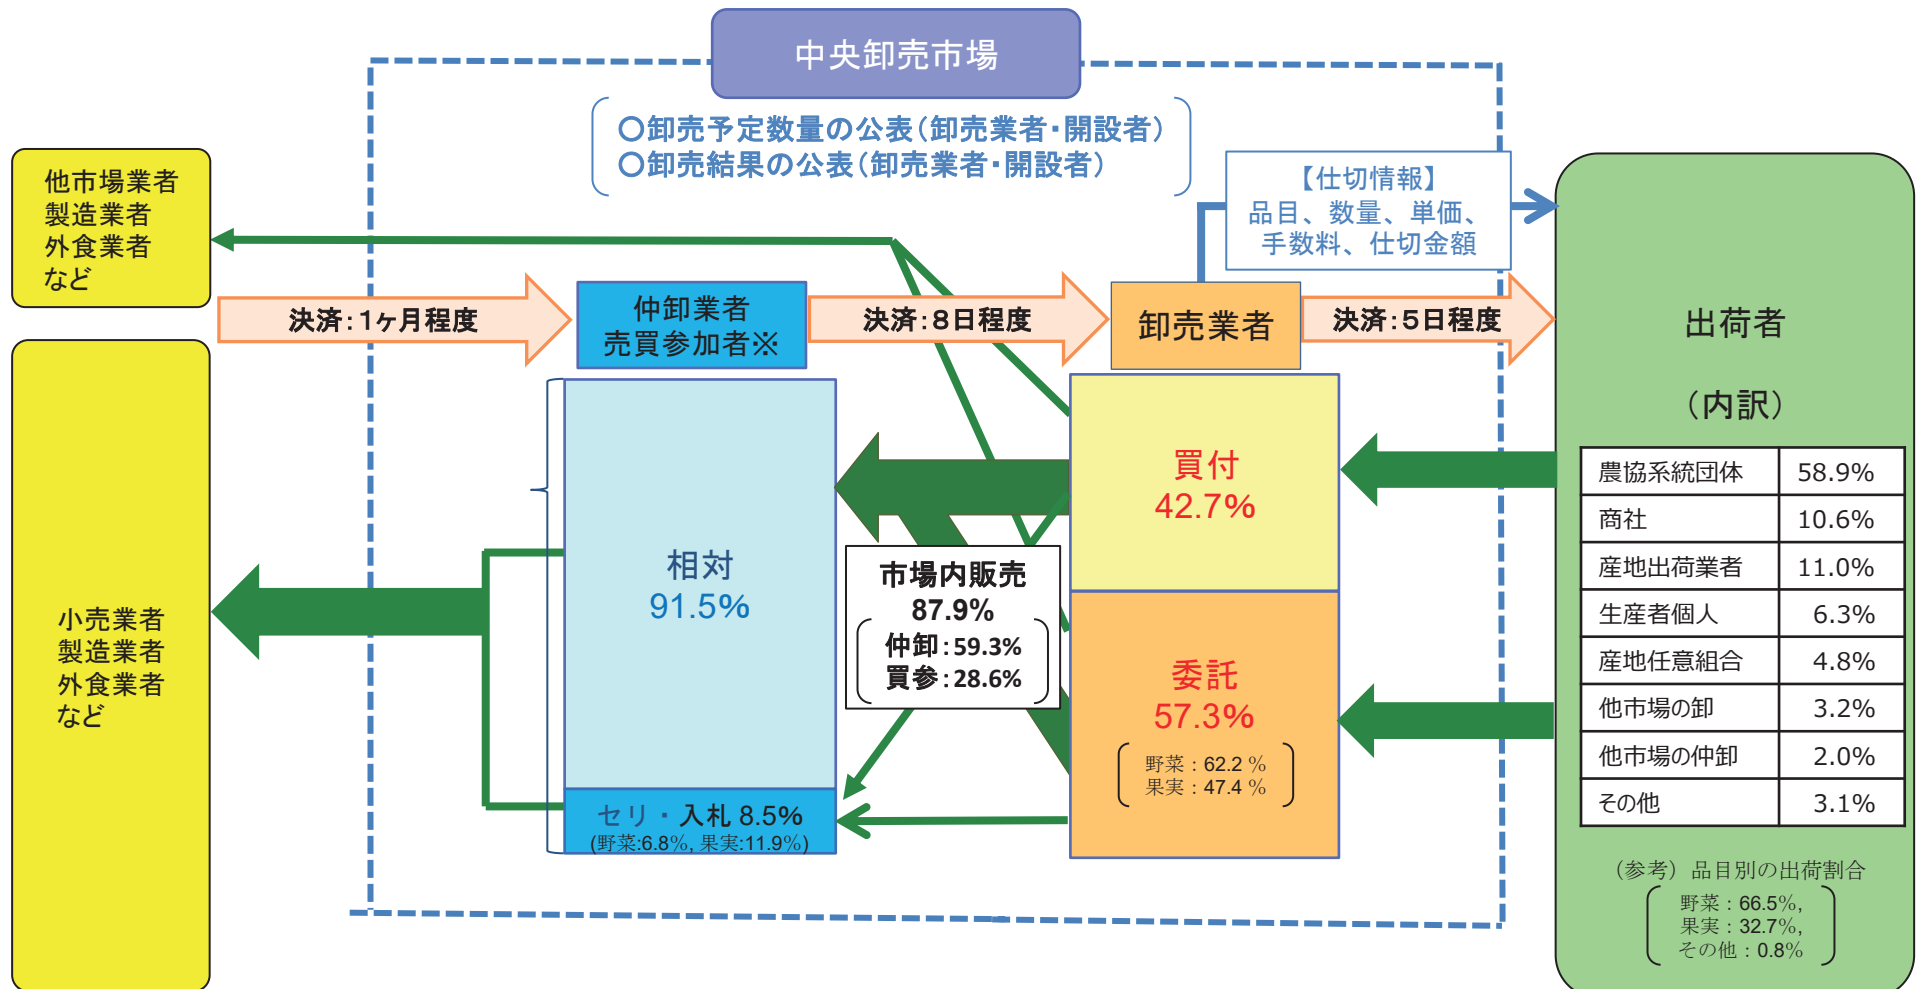 中央卸売市場
〇卸売予定数量の公表(卸売業者・開設者)
〇卸売結果の公表(卸売業者・開設者)
他市場業者
製造業者
外食業者
など
【仕切情報】
品目、数量、単価、
手数料、仕切金額
決済:1ヶ月程度
仲卸業者
売買参加者※
決済:8日程度
卸売業者
決済:5日程度
出荷者
(内訳)
農協系統団体 58.9%
商社 10.6%
産地出荷業者 11.0%
生産者個人 6.3%
産地任意組合 4.8%
他市場の卸 3.2%
他市場の仲卸 2.0%
その他 3.1%
(参考)品目別の出荷割合
野菜:66.5%,
果実:32.7%,
その他:0.8%
買付
42.7%
委託
57.3%
野菜:62.2 %
果実:47.4 %
市場内販売
87.9%
仲卸:59.3%
買参:28.6%
相対
91.5%
セリ・入札 8.5%
(野菜:6.8%, 果実:11.9%)
小売業者
製造業者
外食業者
など